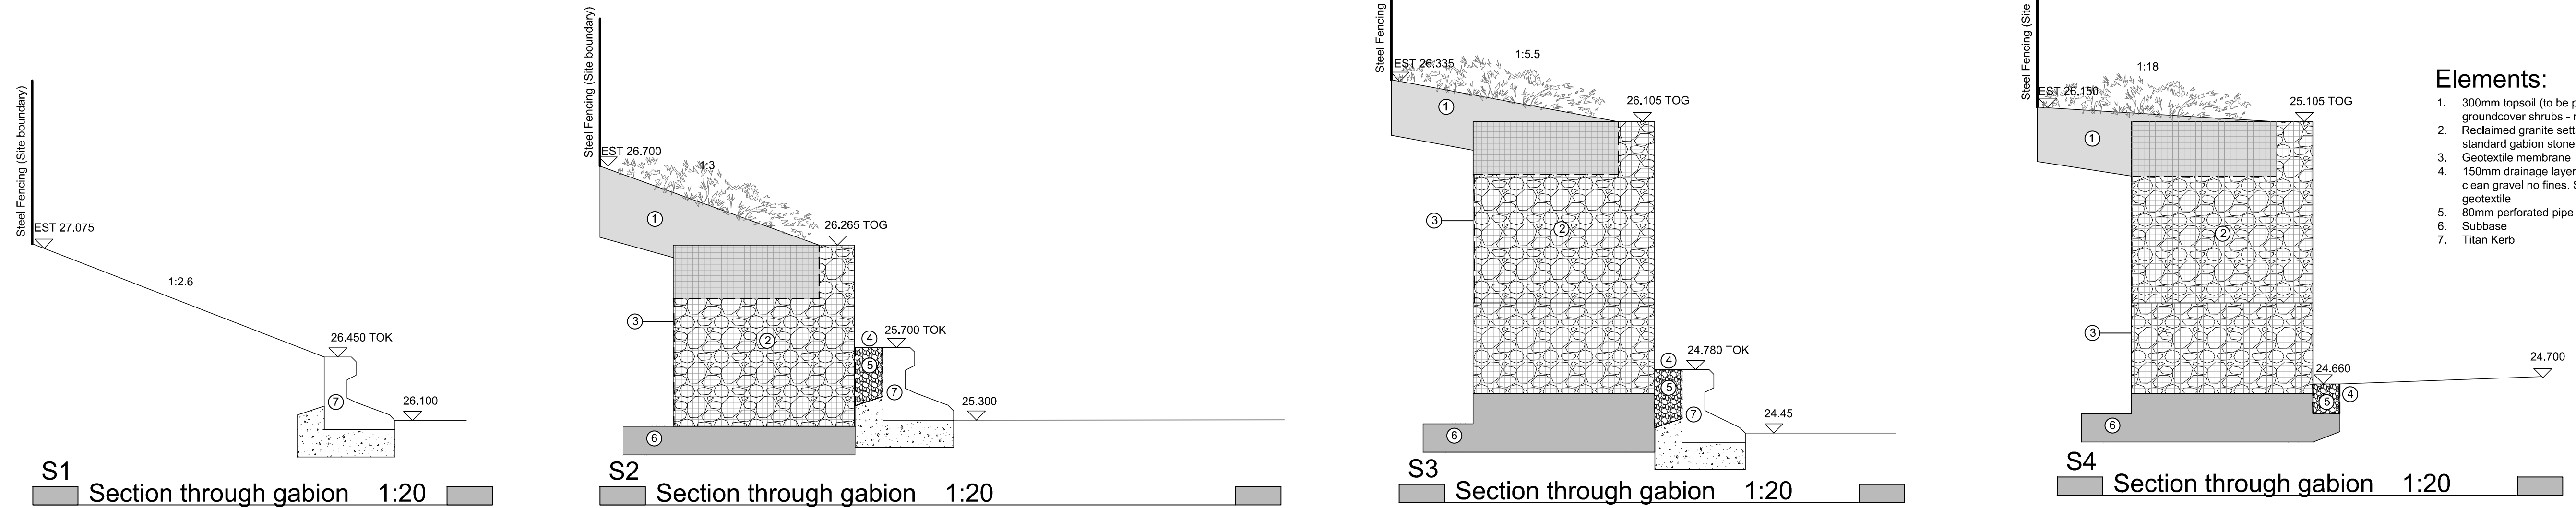 Steel Fencing (Site boundary)
EST 27.075
1:2.6
26.450 TOK
7
26.100
S1
Section through gabion 1:20
Steel Fencing (Site boundary)
EST 26.700
1:3
1
26.265 TOG
3
2
4
25.700 TOK
5
7
25.300
6
S2
Section through gabion 1:20
Steel Fencing
EST 26.335
1:5.5
1
26.105 TOG
3
2
4
24.780 TOK
5
7
24.45
6
S3
Section through gabion 1:20
Steel Fencing (Site
EST 26.150
1:18
1
25.105 TOG
2
3
24.660
24.700
5
4
6
S4
Section through gabion 1:20
Elements:
1. 300mm topsoil (to be
groundcover shrubs -
2. Reclaimed granite
standard gabion stone
3. Geotextile membrane
4. 150mm drainage layer
clean gravel no fines.
geotextile
5. 80mm perforated pipe
6. Subbase
7. Titan Kerb